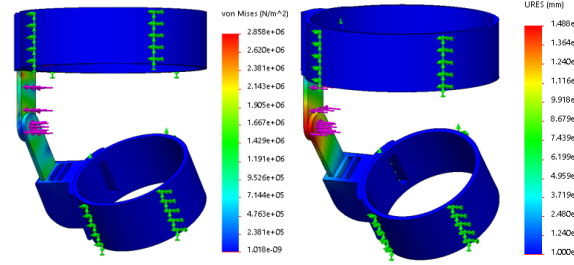 von Mises (N/m^2)
2.858e+06
2.620e+06
2.381e+06
2.143e+06
1.905e+06
1.667e+06
1.429e+06
1.191e+06
9.526e+05
7.144e+05
4.763e+05
2.381e+05
1.018e-09
URES (mm)
1.488e
1.364e
1.240e
1.116e
9.918e
8.679e
7.439e
6.199e
4.959e
3.719e
2.480e
1.240e
1.000e